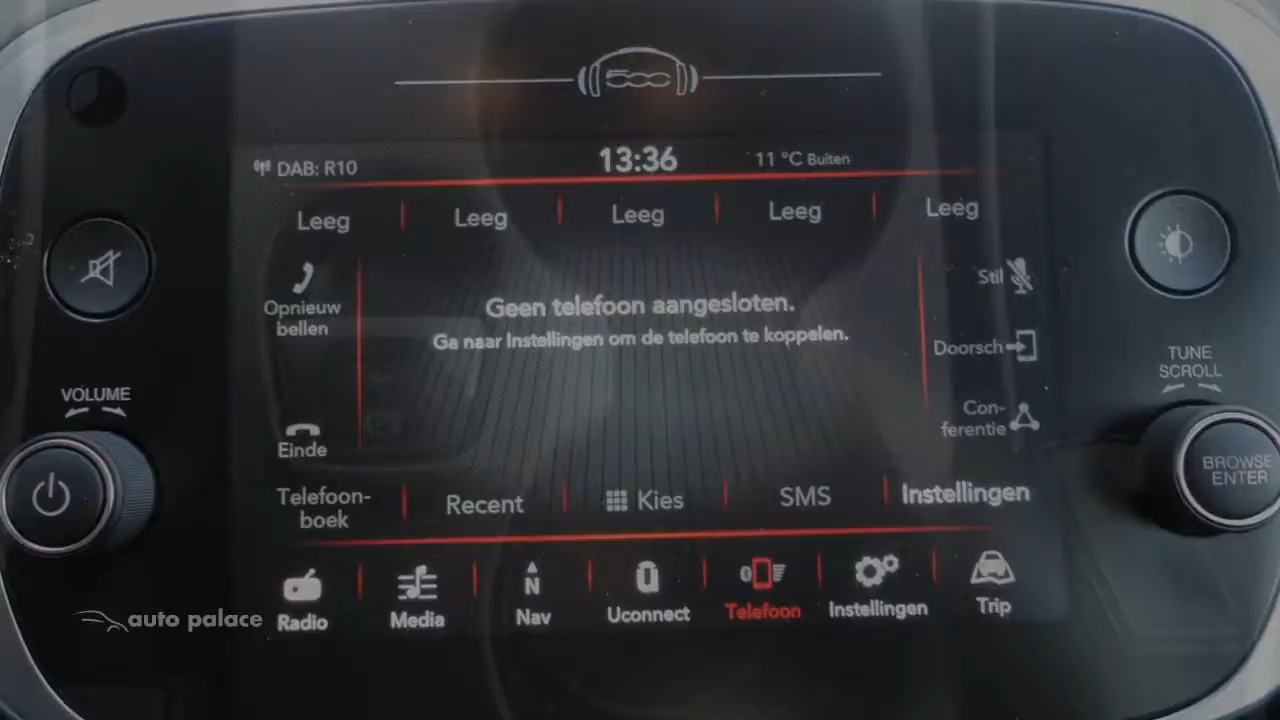 500
DAB: R10
13:36
11 °C Buiten
Leeg
Leeg
Leeg
Leeg
Leeg
Opnieuw
bellen
Geen telefoon aangesloten.
Ga naar Instellingen om de telefoon te koppelen.
Stil
Doorsch
Con-
ferentie
Einde
VOLUME
TUNE
SCROLL
BROWSE
ENTER
Telefoon-
boek
Recent
Kies
SMS
Instellingen
Radio
Media
N
Nav
Uconnect
Telefoon
Instellingen
Trip
auto palace